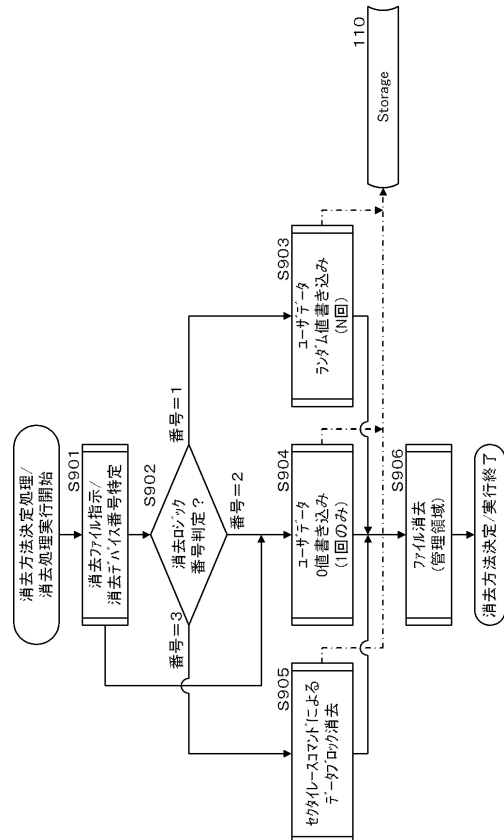 消去方法決定処理/
消去処理実行開始
S901
消去ファイル指示/
消去デバイス番号特定
S902
消去ロジック
番号判定？
番号＝1
番号＝2
番号＝3
S903
ユーザデータ
ランダム値書き込み
(N回)
S904
ユーザデータ
0値書き込み
(1回のみ)
S905
セクタイレースコマンドによる
データブロック消去
S906
ファイル消去
(管理領域)
消去方法決定/実行終了
110
Storage